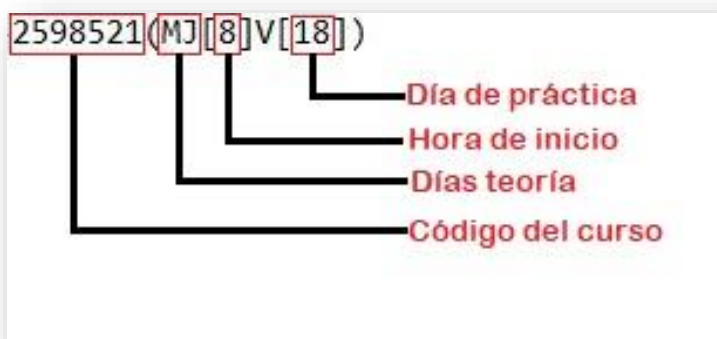 2598521(MJ[8]V[18])
Día de práctica
Hora de inicio
Días teoría
Código del curso